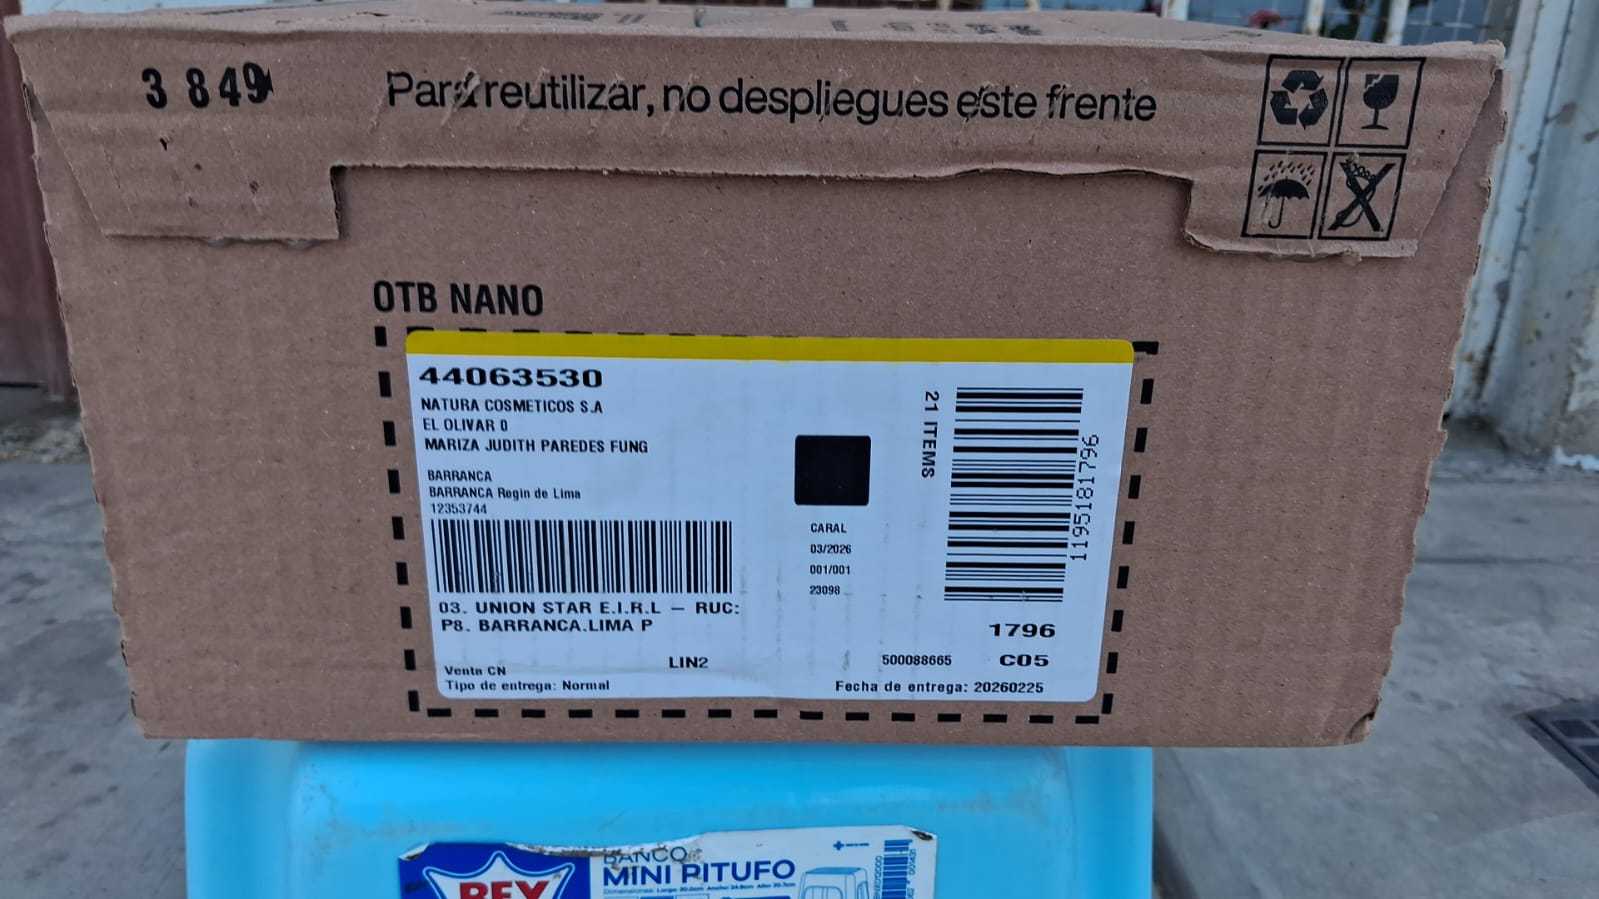 3 849
Para reutilizar, no despliegues este frente
OTB NANO
44063530
NATURA COSMETICOS S.A
EL OLIVAR 0
MARIZA JUDITH PAREDES FUNG
BARRANCA
BARRANCA Regin de Lima
12353744
03. UNION STAR E.I.R.L – RUC:
P8. BARRANCA.LIMA P
Venta CN
LIN2
Tipo de entrega: Normal
CARAL
03/2026
001/001
23098
21 ITEMS
1195181796
1796
500088665
C05
Fecha de entrega: 20260225
BANCO
MINI PITUFO
REY